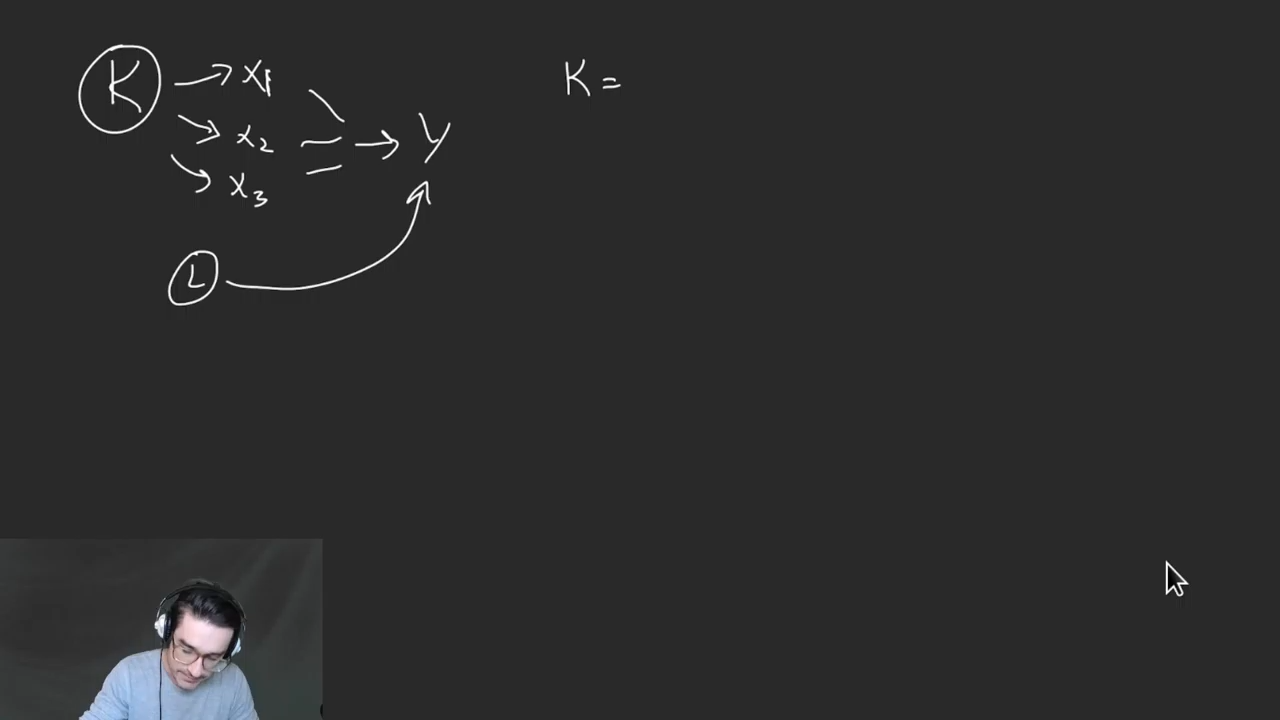 K → x1 K =
→ x2 → y
→ x3
L